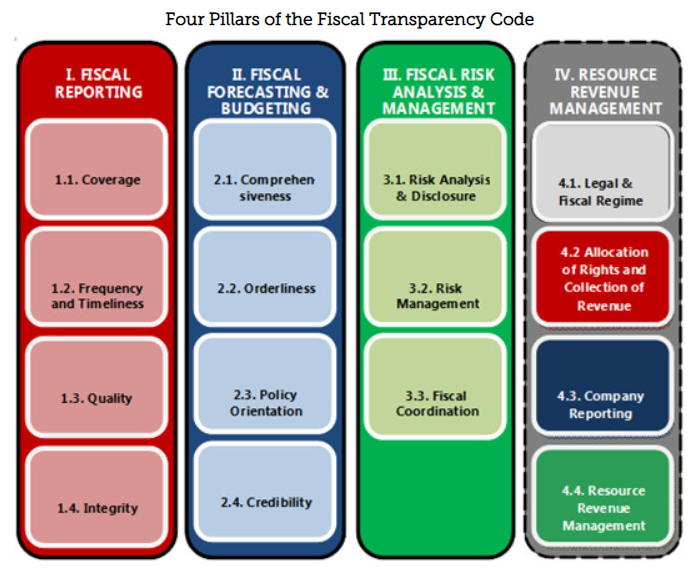 Four Pillars of the Fiscal Transparency Code
I. FISCAL
REPORTING
1.1. Coverage
1.2. Frequency
and Timeliness
1.3. Quality
1.4. Integrity
II. FISCAL
FORECASTING &
BUDGETING
2.1. Comprehen-
siveness
2.2. Orderliness
2.3. Policy
Orientation
2.4. Credibility
III. FISCAL RISK
ANALYSIS &
MANAGEMENT
3.1. Risk Analysis
& Disclosure
3.2. Risk
Management
3.3. Fiscal
Coordination
IV. RESOURCE
REVENUE
MANAGEMENT
4.1. Legal &
Fiscal Regime
4.2 Allocation
of Rights and
Collection of
Revenue
4.3. Company
Reporting
4.4. Resource
Revenue
Management